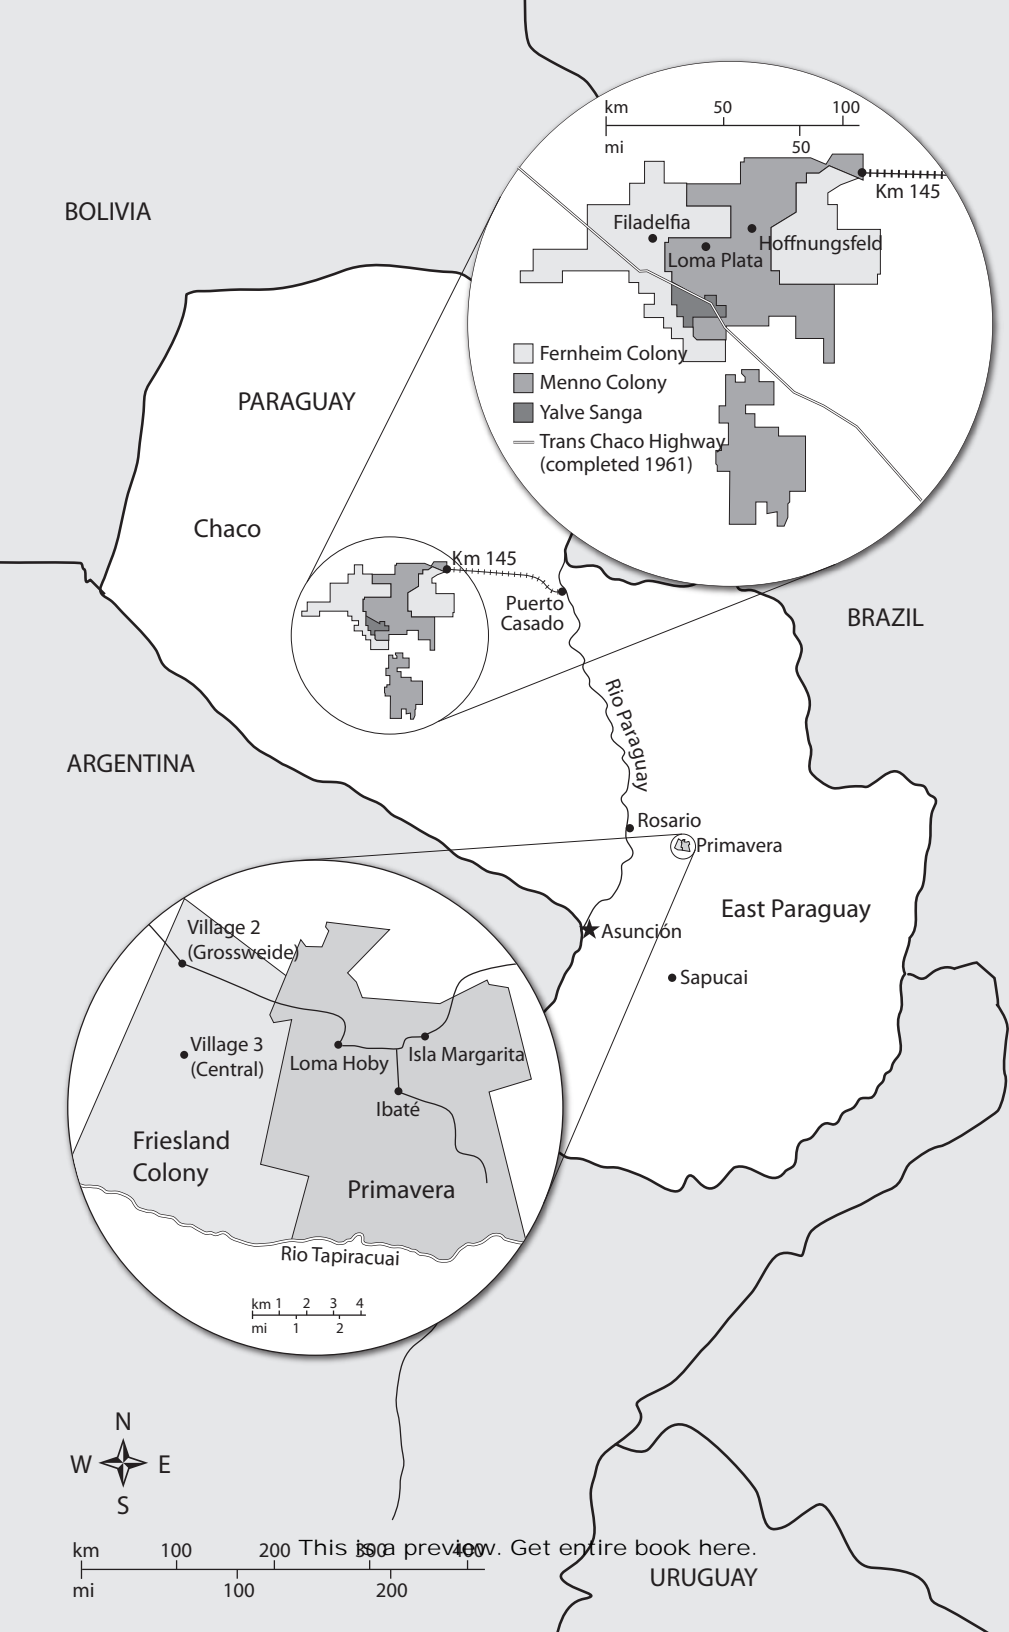 km 50 100
mi 50
Km 145
BOLIVIA
Filadelfia
Hoffnungsfeld
Loma Plata
Fernheim Colony
Menno Colony
Yalve Sanga
Trans Chaco Highway
(completed 1961)
PARAGUAY
Chaco
Km 145
Puerto
Casado
BRAZIL
Rio Paraguay
ARGENTINA
Rosario
Primavera
East Paraguay
Asunción
Sapucai
Village 2
(Grossweide)
Village 3
(Central)
Loma Hoby
Isla Margarita
Ibaté
Friesland
Colony
Primavera
Rio Tapiracuai
km 1 2 3 4
mi 1 2
N
W E
S
km 100 200 300 400
This is a preview. Get entire book here.
mi 100 200
URUGUAY